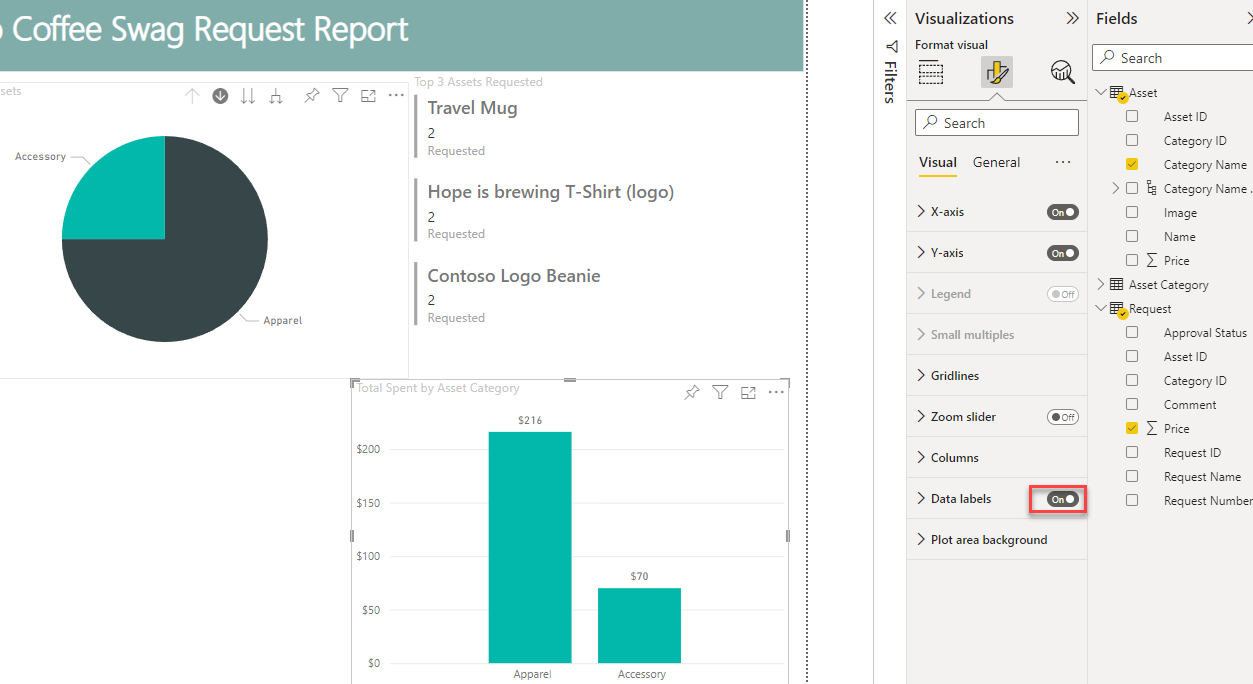 Coffee Swag Request Report
sets
Accessory
Apparel
Top 3 Assets Requested
Travel Mug
2
Requested
Hope is brewing T-Shirt (logo)
2
Requested
Contoso Logo Beanie
2
Requested
Total Spent by Asset Category
$216
$200
$150
$100
$70
$50
$0
Apparel Accessory
Filters
Visualizations
Format visual
Search
Visual General
X-axis On
Y-axis On
Legend Off
Small multiples
Gridlines
Zoom slider Off
Columns
Data labels On
Plot area background
Fields
Search
Asset
Asset ID
Category ID
Category Name
Category Name .
Image
Name
Price
Asset Category
Request
Approval Status
Asset ID
Category ID
Comment
Price
Request ID
Request Name
Request Number